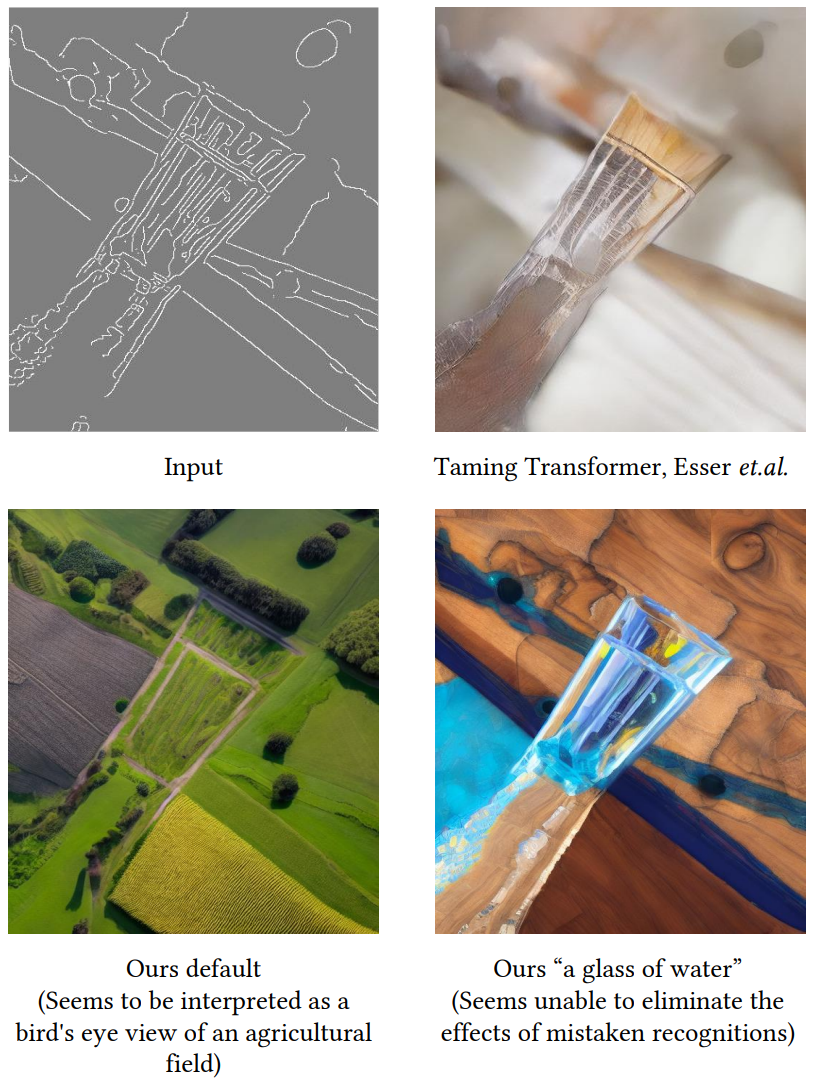 Input
Taming Transformer, Esser et.al.
Ours default
(Seems to be interpreted as a
bird's eye view of an agricultural
field)
Ours “a glass of water”
(Seems unable to eliminate the
effects of mistaken recognitions)